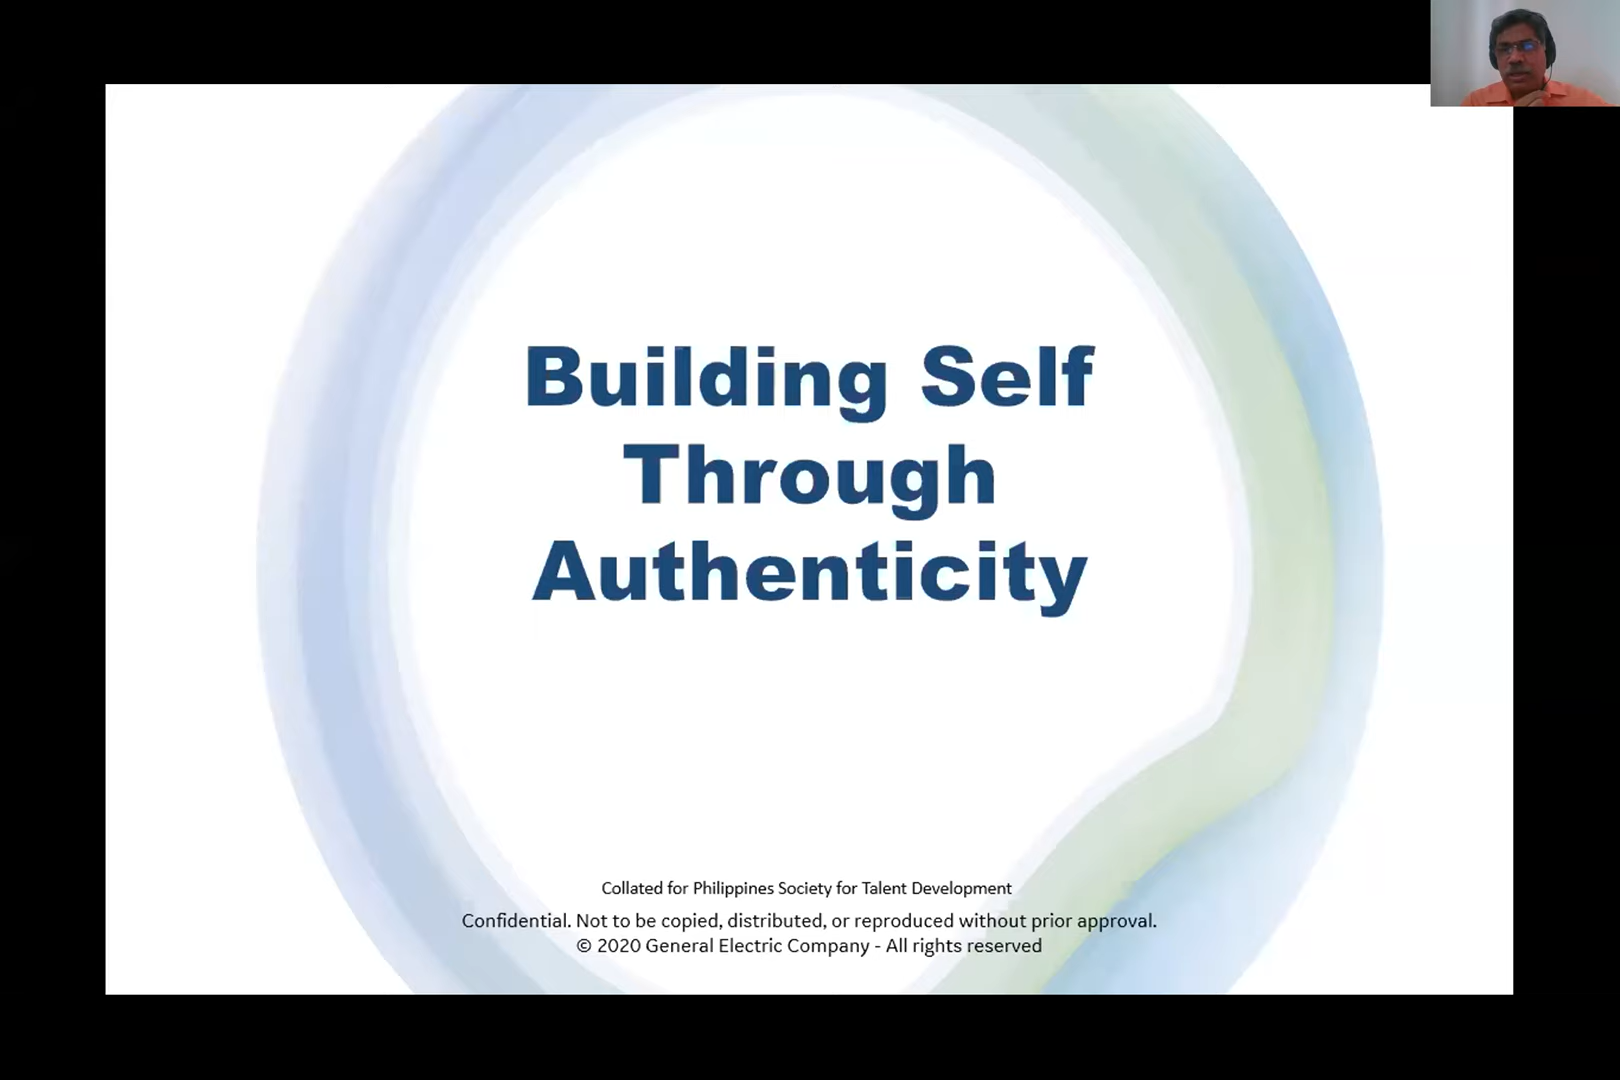 Building Self
Through
Authenticity
Collated for Philippines Society for Talent Development
Confidential. Not to be copied, distributed, or reproduced without prior approval.
© 2020 General Electric Company - All rights reserved